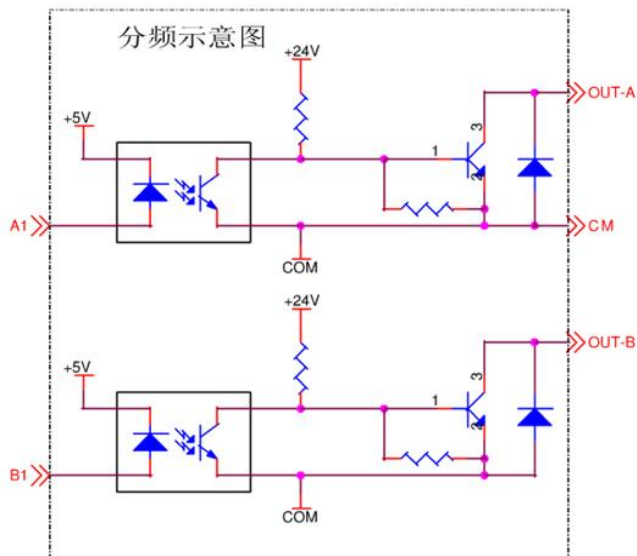 分频示意图
+24V
OUT-A
+5V
3
1
2
A1
CM
COM
+24V
OUT-B
+5V
3
1
2
B1
COM